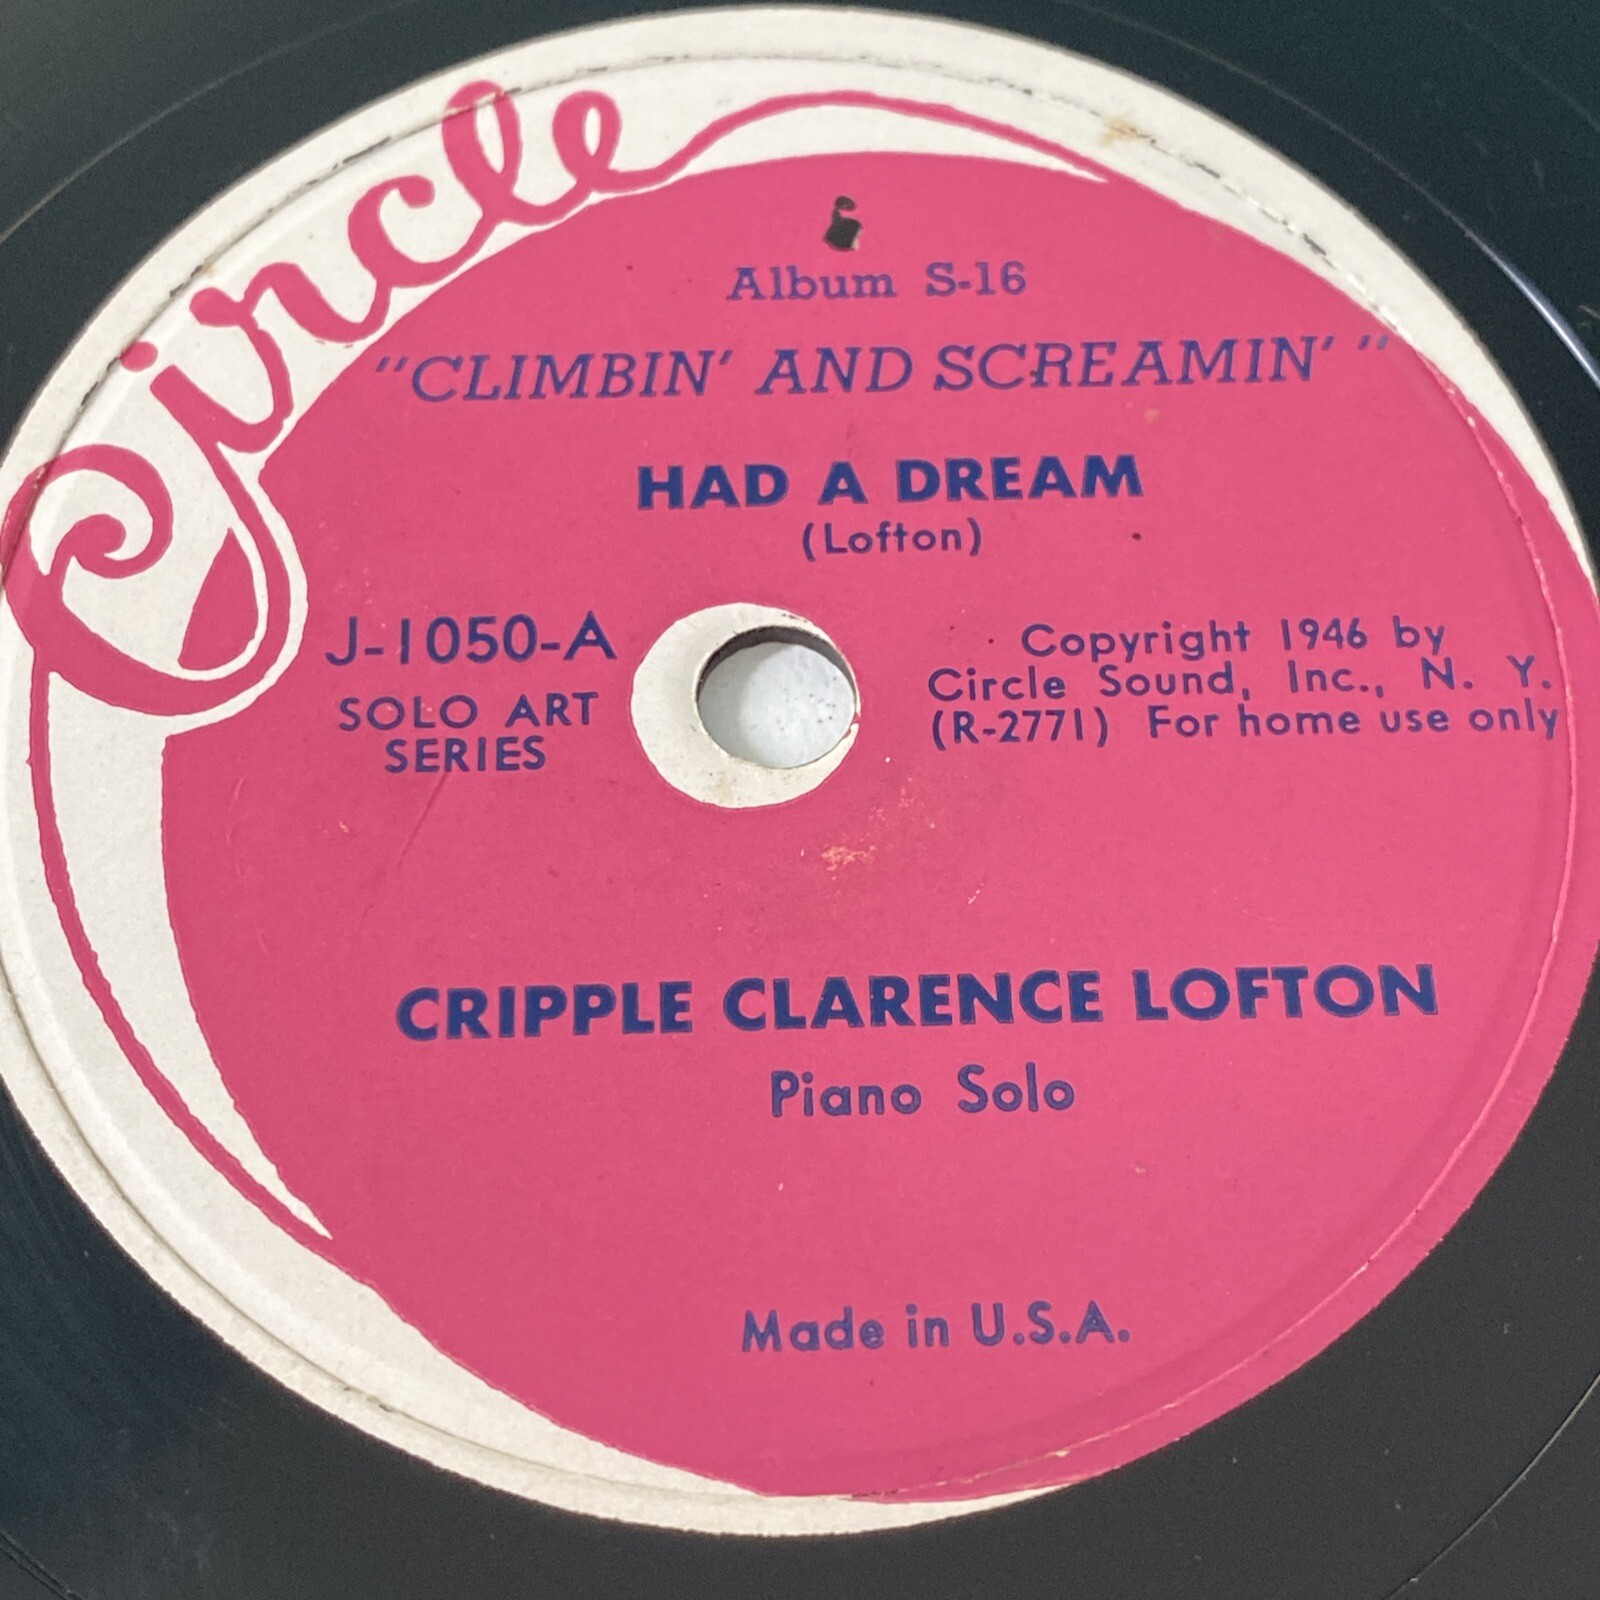 Circle
Album S-16
"CLIMBIN' AND SCREAMIN'"
HAD A DREAM
(Lofton)
J-1050-A
SOLO ART
SERIES
Copyright 1946 by
Circle Sound, Inc., N. Y.
(R-2771) For home use only
CRIPPLE CLARENCE LOFTON
Piano Solo
Made in U.S.A.